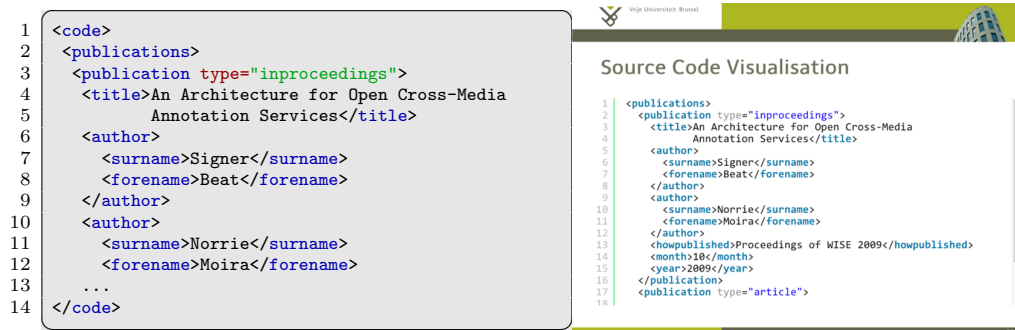 1 <code>
2 <publications>
3 <publication type="inproceedings">
4 <title>An Architecture for Open Cross-Media
5 Annotation Services</title>
6 <author>
7 <surname>Signer</surname>
8 <forename>Beat</forename>
9 </author>
10 <author>
11 <surname>Norrie</surname>
12 <forename>Moira</forename>
13 ...
14 </code>
Vrije Universiteit Brussel
Source Code Visualisation
1 <publications>
2 <publication type="inproceedings">
3 <title>An Architecture for Open Cross-Media
4 Annotation Services</title>
5 <author>
6 <surname>Signer</surname>
7 <forename>Beat</forename>
8 </author>
9 <author>
10 <surname>Norrie</surname>
11 <forename>Moira</forename>
12 </author>
13 <howpublished>Proceedings of WISE 2009</howpublished>
14 <month>10</month>
15 <year>2009</year>
16 </publication>
17 <publication type="article">
18